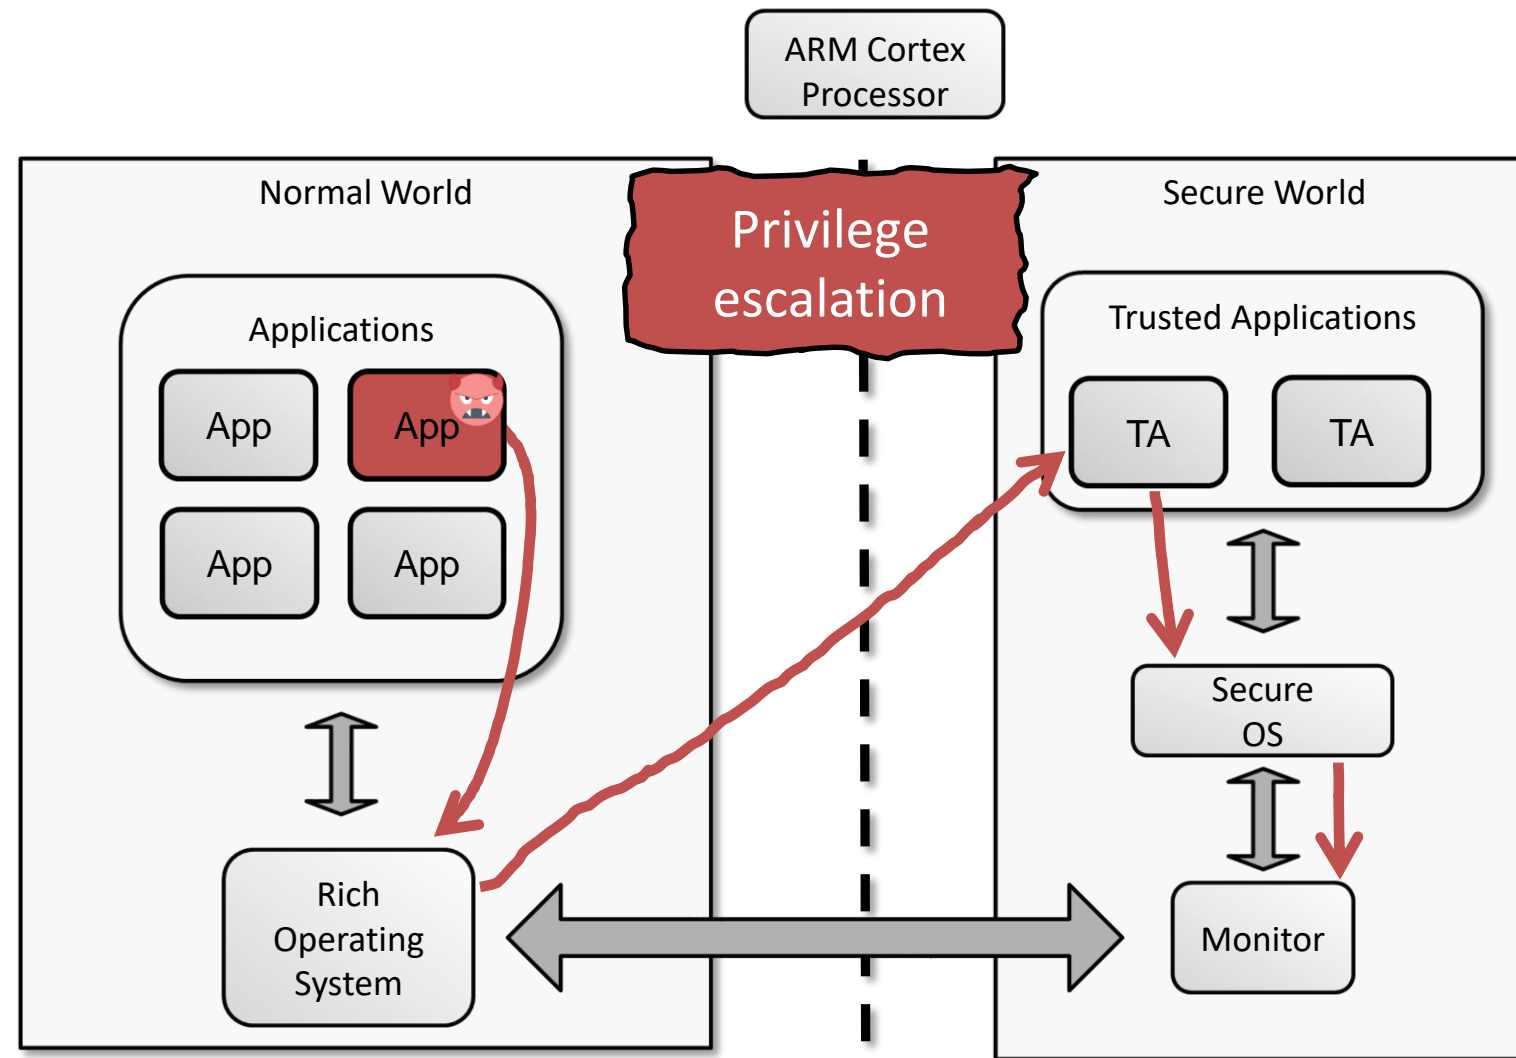 ARM Cortex
Processor
Normal World
Privilege
escalation
Secure World
Applications
App
App
App
App
Trusted Applications
TA
TA
Secure
OS
Rich
Operating
System
Monitor